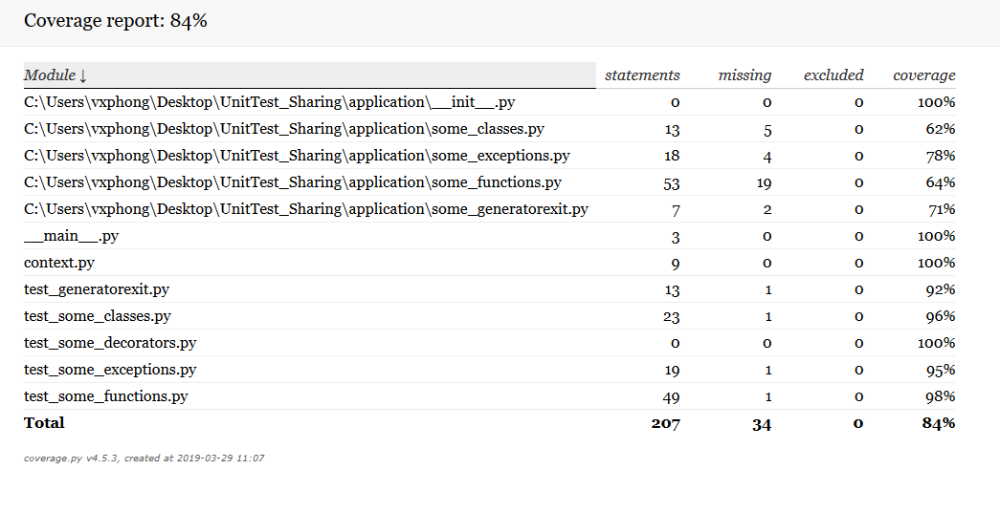 Coverage report: 84%
Module ↓ statements missing excluded coverage
C:\Users\vxphong\Desktop\UnitTest_Sharing\application\__init__.py 0 0 0 100%
C:\Users\vxphong\Desktop\UnitTest_Sharing\application\some_classes.py 13 5 0 62%
C:\Users\vxphong\Desktop\UnitTest_Sharing\application\some_exceptions.py 18 4 0 78%
C:\Users\vxphong\Desktop\UnitTest_Sharing\application\some_functions.py 53 19 0 64%
C:\Users\vxphong\Desktop\UnitTest_Sharing\application\some_generatorexit.py 7 2 0 71%
__main__.py 3 0 0 100%
context.py 9 0 0 100%
test_generatorexit.py 13 1 0 92%
test_some_classes.py 23 1 0 96%
test_some_decorators.py 0 0 0 100%
test_some_exceptions.py 19 1 0 95%
test_some_functions.py 49 1 0 98%
Total 207 34 0 84%
coverage.py v4.5.3, created at 2019-03-29 11:07